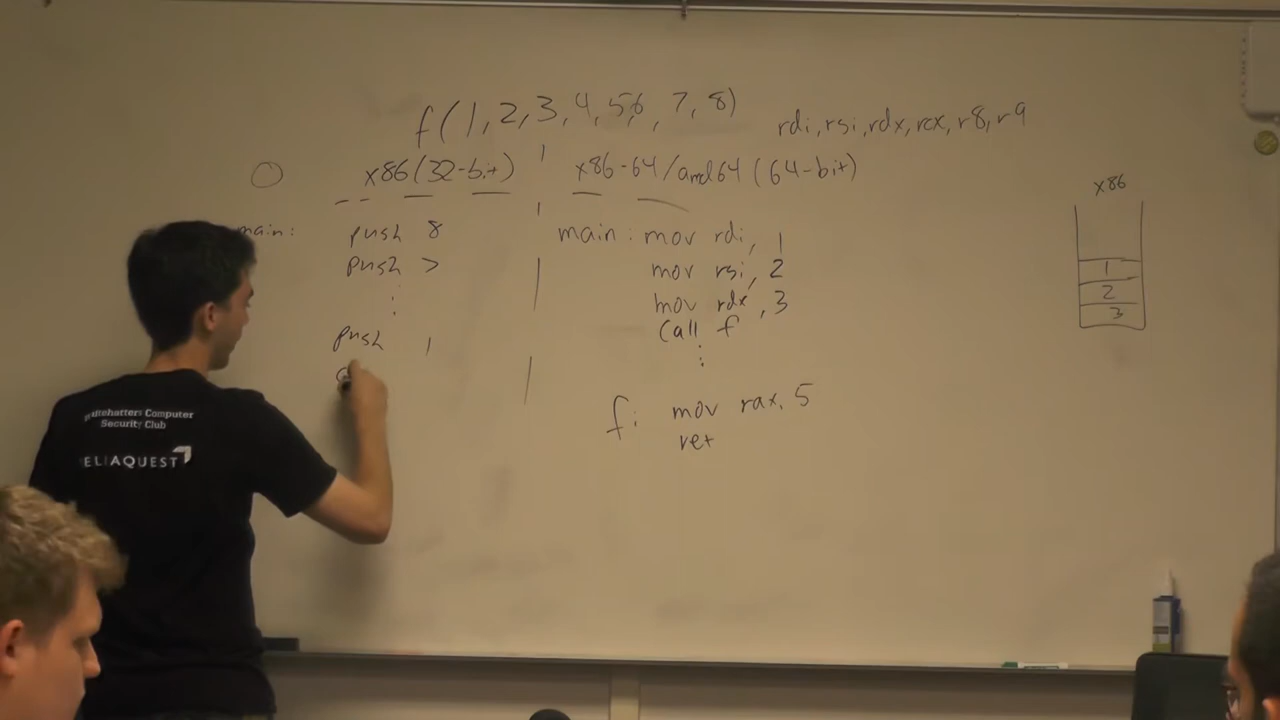 f(1,2,3,4,5,6,7,8)
rdi,rsi,rdx,rcx,r8,r9
x86(32-bit)
x86-64/amd64(64-bit)
x86
main:
push 8
push 7
:
push 1
main: mov rdi, 1
mov rsi, 2
mov rdx, 3
call f
:
f: mov rax, 5
ret
1
2
3
Computer
Security Club
ELIAQUEST